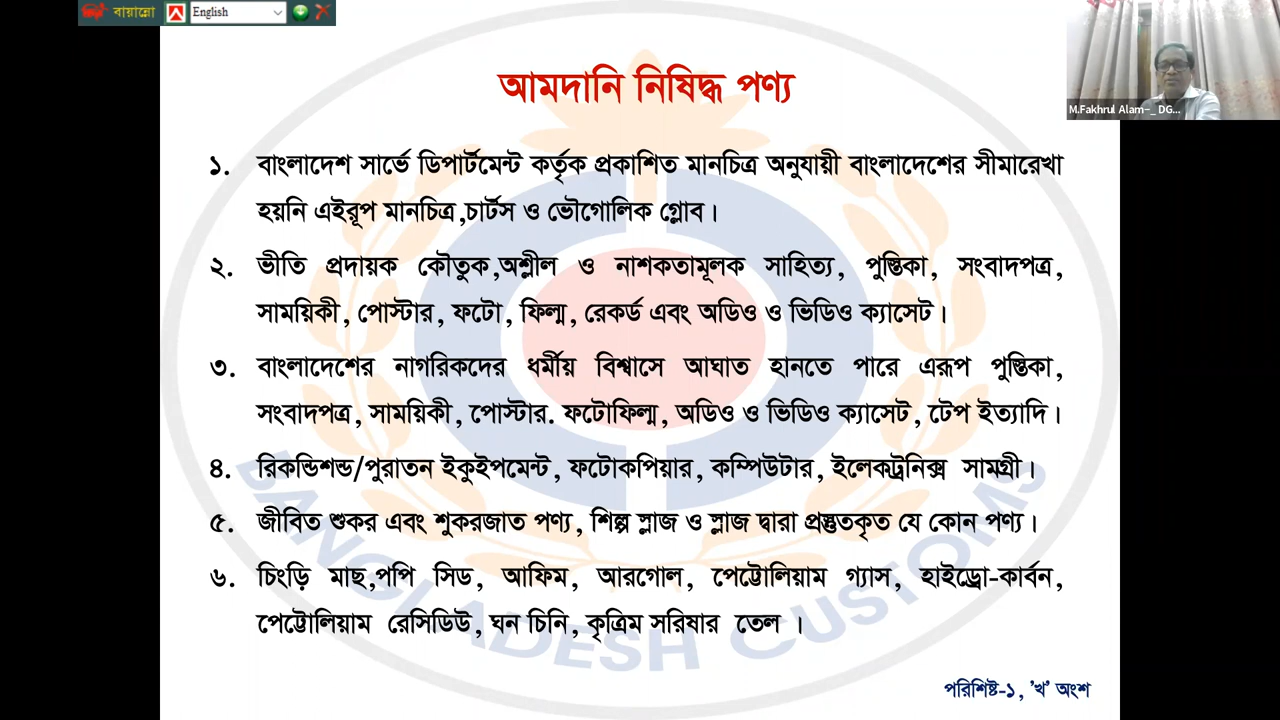 বায়ান্নো
English
M.Fakhrul Alam-_ DG...
আমদানি নিষিদ্ধ পণ্য
১. বাংলাদেশ সার্ভে ডিপার্টমেন্ট কর্তৃক প্রকাশিত মানচিত্র অনুযায়ী বাংলাদেশের সীমারেখা
হয়নি এইরূপ মানচিত্র,চার্টস ও ভৌগোলিক গ্লোব।
২. ভীতি প্রদায়ক কৌতুক,অশ্লীল ও নাশকতামূলক সাহিত্য, পুস্তিকা, সংবাদপত্র,
সাময়িকী, পোস্টার, ফটো, ফিল্ম, রেকর্ড এবং অডিও ও ভিডিও ক্যাসেট।
৩. বাংলাদেশের নাগরিকদের ধর্মীয় বিশ্বাসে আঘাত হানতে পারে এরূপ পুস্তিকা,
সংবাদপত্র, সাময়িকী, পোস্টার. ফটোফিল্ম, অডিও ও ভিডিও ক্যাসেট, টেপ ইত্যাদি।
৪. রিকন্ডিশন্ড/পুরাতন ইকুইপমেন্ট, ফটোকপিয়ার, কম্পিউটার, ইলেকট্রনিক্স সামগ্রী।
৫. জীবিত শুকর এবং শুকরজাত পণ্য, শিল্প স্লাজ ও স্লাজ দ্বারা প্রস্তুতকৃত যে কোন পণ্য।
৬. চিংড়ি মাছ,পপি সিড, আফিম, আরগোল, পেট্টোলিয়াম গ্যাস, হাইড্রো-কার্বন,
পেট্টোলিয়াম রেসিডিউ, ঘন চিনি, কৃত্রিম সরিষার তেল ।
BANGLADESH CUSTOMS
পরিশিষ্ট-১, 'খ' অংশ